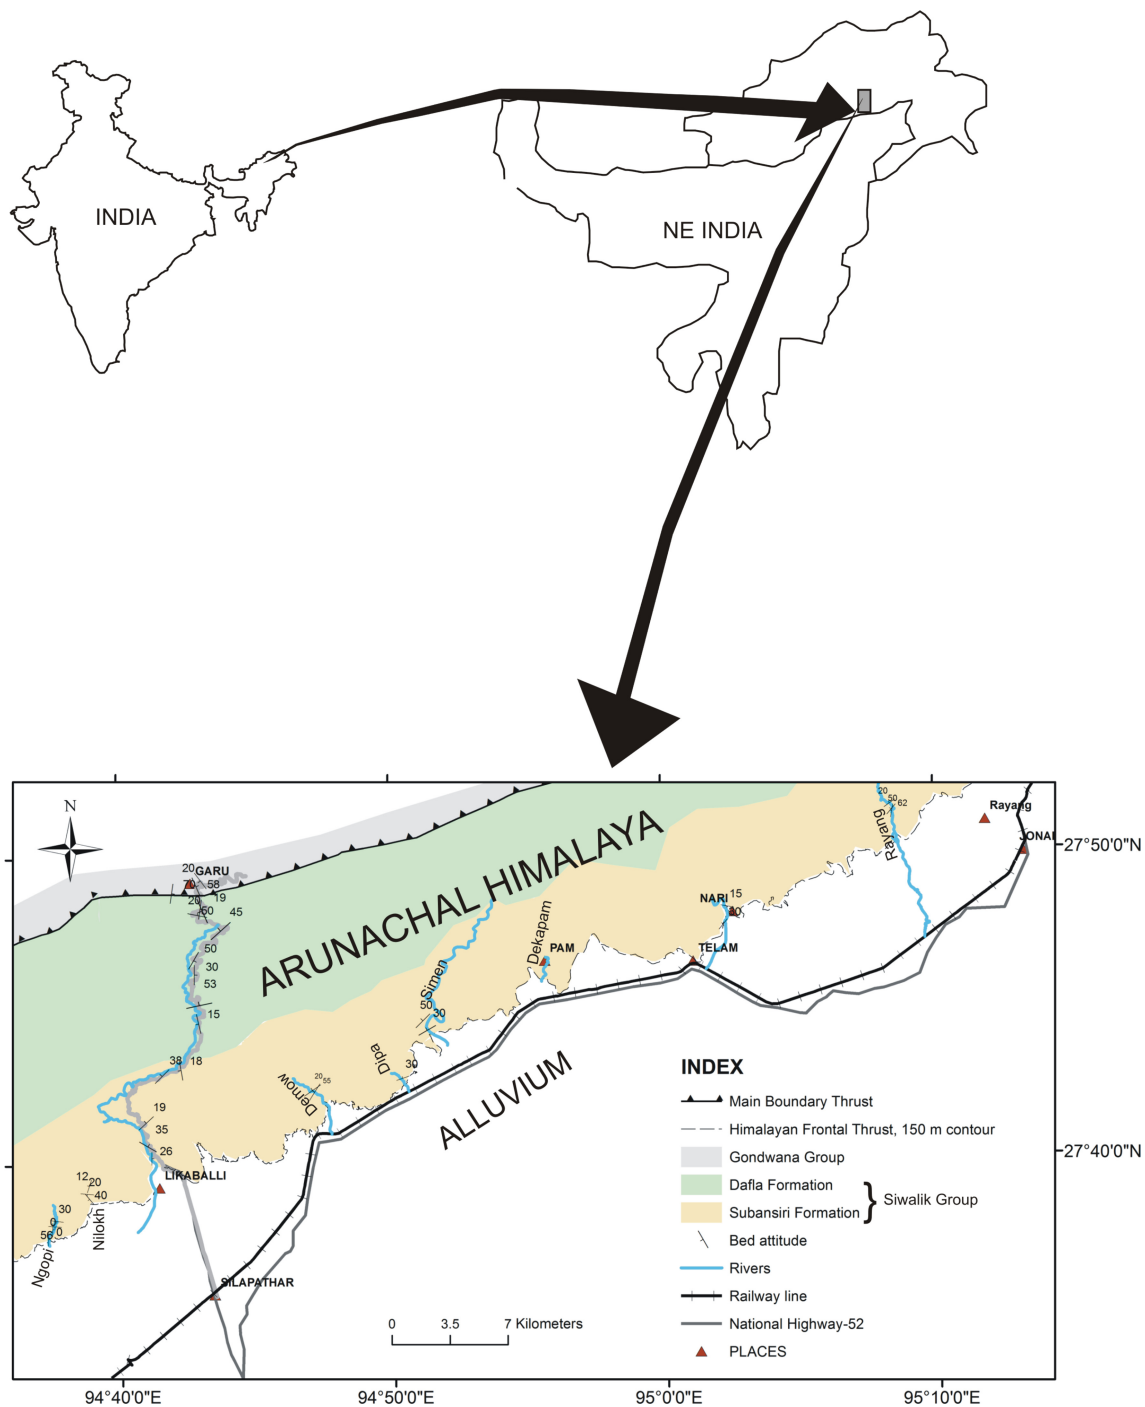 INDIA
NE INDIA
N
Rayang
JONAI
27°50'0"N
20
50
62
Rayang
ARUNACHAL HIMALAYA
20
GARU
70
58
19
20
60
45
50
30
53
15
38
18
19
35
26
LIKABALLI
12
20
40
Nilokh
30
0
0
56
Ngopi
SILAPATHAR
Demow
20
55
Dipa
30
Simen
50
30
Dekapam
PAM
NARI
15
TELAM
ALLUVIUM
27°40'0"N
INDEX
Main Boundary Thrust
Himalayan Frontal Thrust, 150 m contour
Gondwana Group
Dafla Formation
Subansiri Formation
Siwalik Group
Bed attitude
Rivers
Railway line
National Highway-52
PLACES
0 3.5 7 Kilometers
94°40'0"E 94°50'0"E 95°0'0"E 95°10'0"E